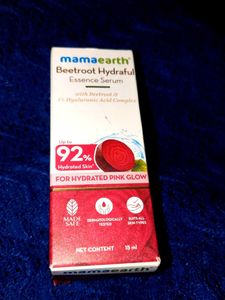 mamaearth
Beetroot Hydraful
Essence Serum
with Beetroot &
1% Hyaluronic Acid Complex
Up to
92%
Hydrated Skin*
FOR HYDRATED PINK GLOW
MADE
SAFE
DERMATOLOGICALLY
TESTED
SUITS ALL
SKIN TYPES
NET CONTENT 15 ml